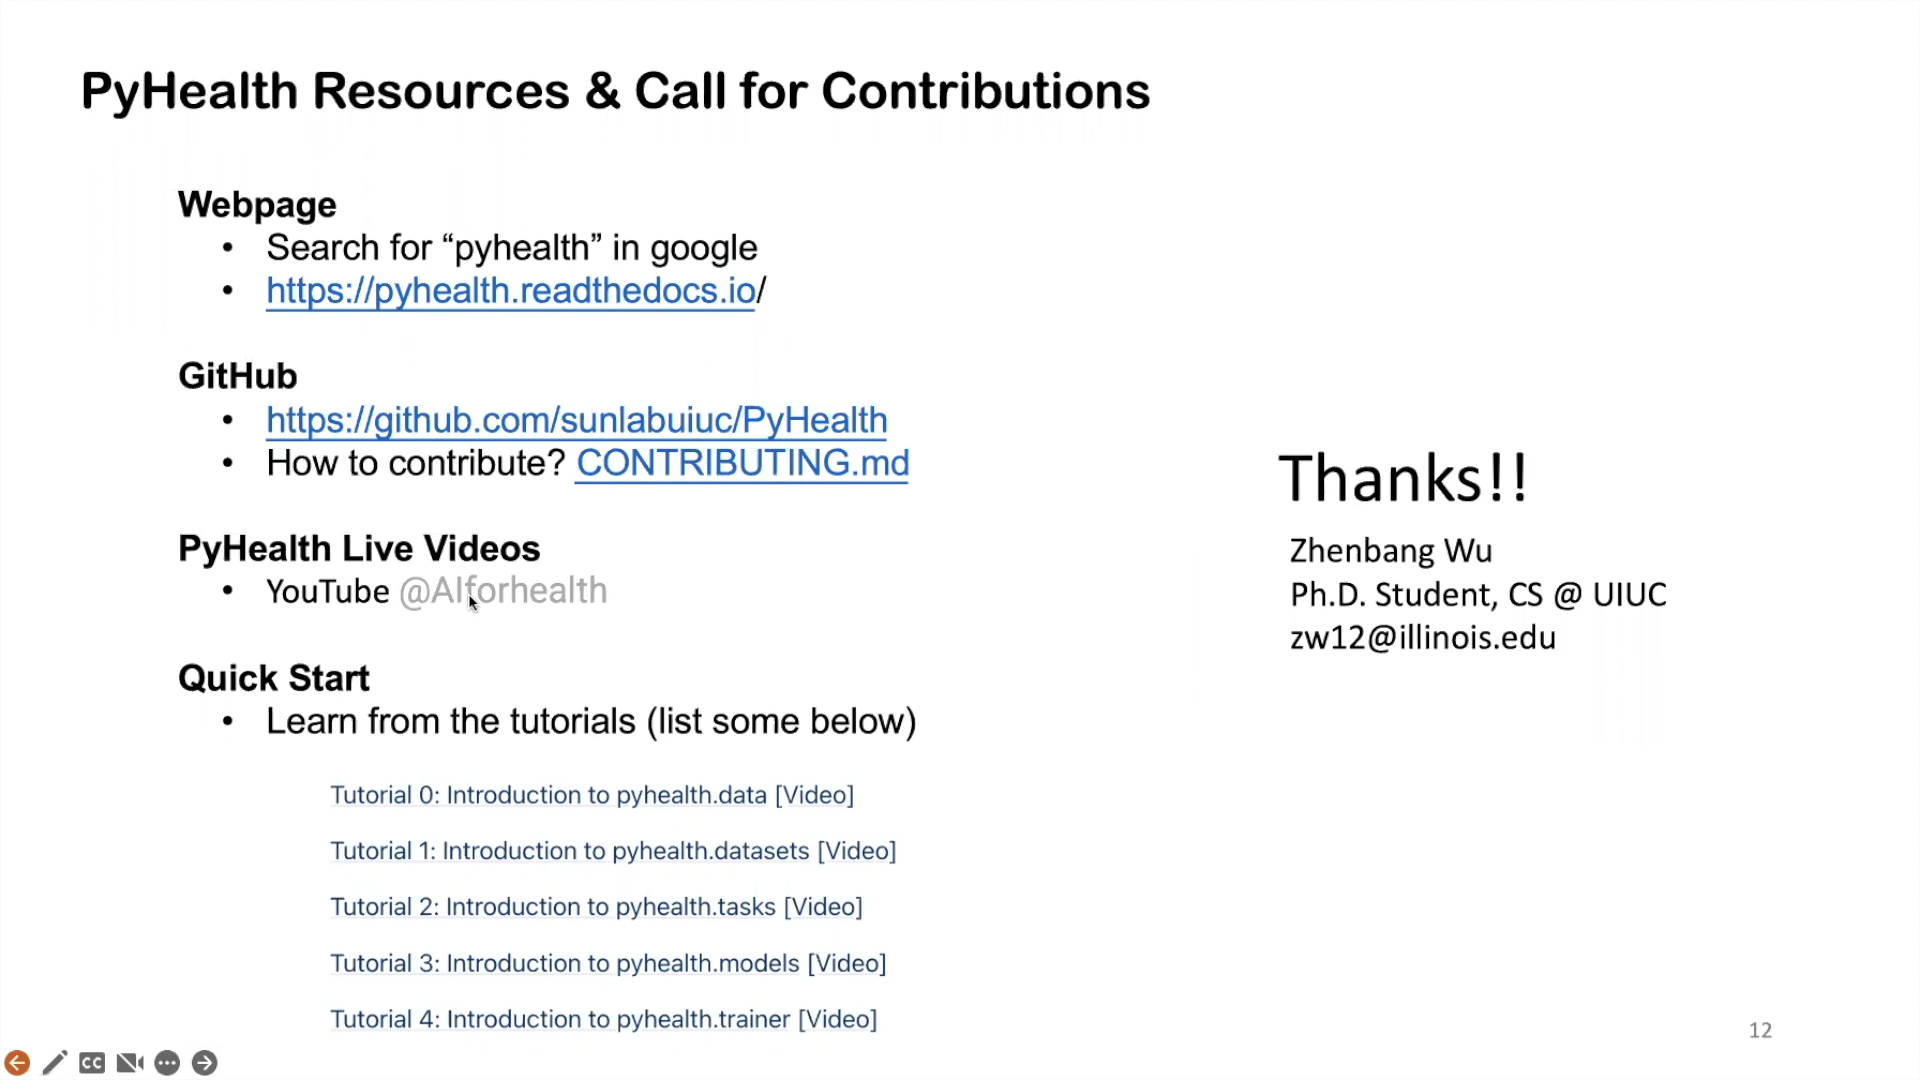 PyHealth Resources & Call for Contributions
Webpage
• Search for “pyhealth” in google
• https://pyhealth.readthedocs.io/
GitHub
• https://github.com/sunlabuiuc/PyHealth
• How to contribute? CONTRIBUTING.md
PyHealth Live Videos
• YouTube @AIforhealth
Quick Start
• Learn from the tutorials (list some below)
Tutorial 0: Introduction to pyhealth.data [Video]
Tutorial 1: Introduction to pyhealth.datasets [Video]
Tutorial 2: Introduction to pyhealth.tasks [Video]
Tutorial 3: Introduction to pyhealth.models [Video]
Tutorial 4: Introduction to pyhealth.trainer [Video]
Thanks!!
Zhenbang Wu
Ph.D. Student, CS @ UIUC
zw12@illinois.edu
12
CC